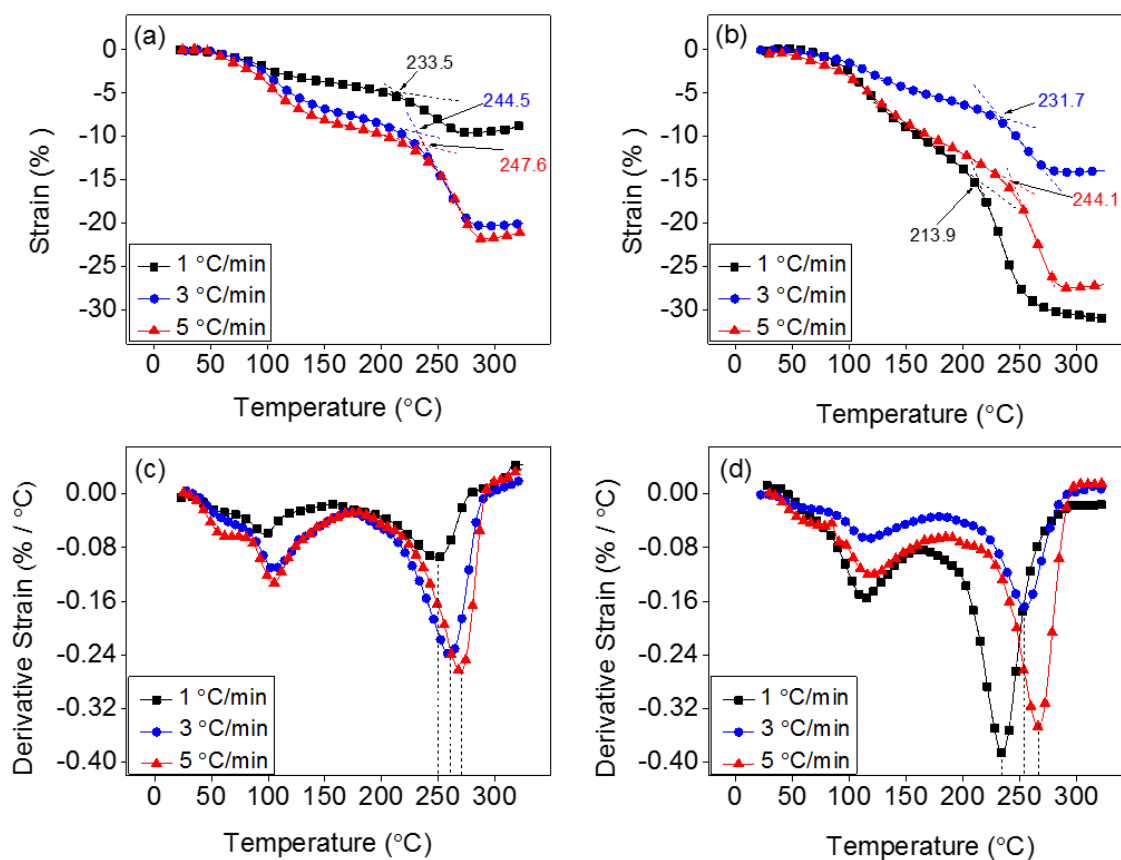 (a)
0
-5
-10
-15
-20
-25
-30
Strain (% )
233.5
244.5
247.6
1 °C/min
3 °C/min
5 °C/min
0 50 100 150 200 250 300
Temperature (°C)
(b)
0
-5
-10
-15
-20
-25
-30
Strain (% )
231.7
244.1
213.9
1 °C/min
3 °C/min
5 °C/min
0 50 100 150 200 250 300
Temperature (°C)
(c)
0.00
-0.08
-0.16
-0.24
-0.32
-0.40
Derivative Strain (% / °C)
1 °C/min
3 °C/min
5 °C/min
0 50 100 150 200 250 300
Temperature (°C)
(d)
0.00
-0.08
-0.16
-0.24
-0.32
-0.40
Derivative Strain (% / °C)
1 °C/min
3 °C/min
5 °C/min
0 50 100 150 200 250 300
Temperature (°C)